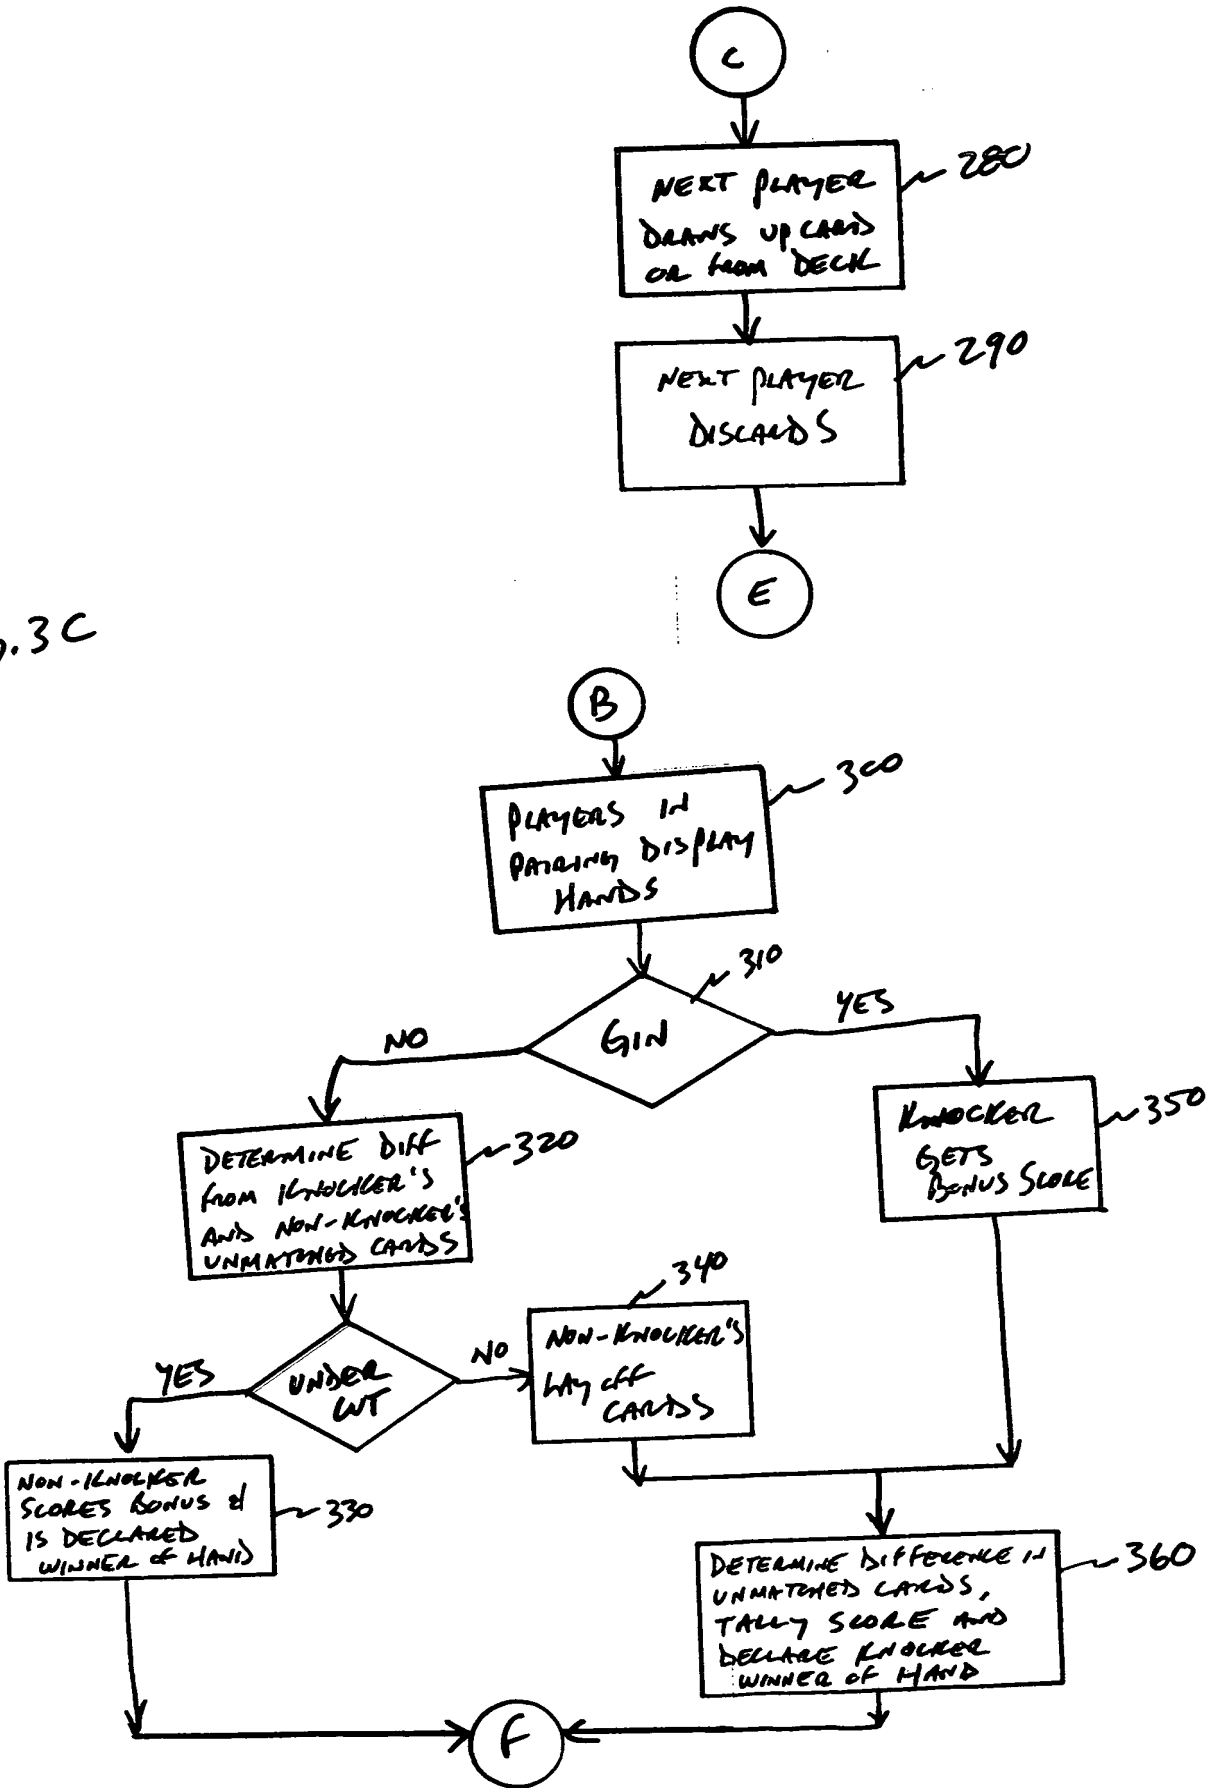 C
NEXT PLAYER
DRAWS UPCARD
OR FROM DECK
280
NEXT PLAYER
DISCARDS
290
E
.3C
B
PLAYERS IN
PAIRING DISPLAY
HANDS
300
GIN
310
NO
YES
DETERMINE DIFF
FROM KNOCKER'S
AND NON-KNOCKER'S
UNMATCHED CARDS
320
KNOCKER
GETS
BONUS SCORE
350
UNDER
CUT
YES
NO
NON-KNOCKER'S
LAY OFF
CARDS
340
NON-KNOCKER
SCORES BONUS &
IS DECLARED
WINNER OF HAND
330
DETERMINE DIFFERENCE IN
UNMATCHED CARDS,
TALLY SCORE AND
DECLARE KNOCKER
WINNER OF HAND
360
F